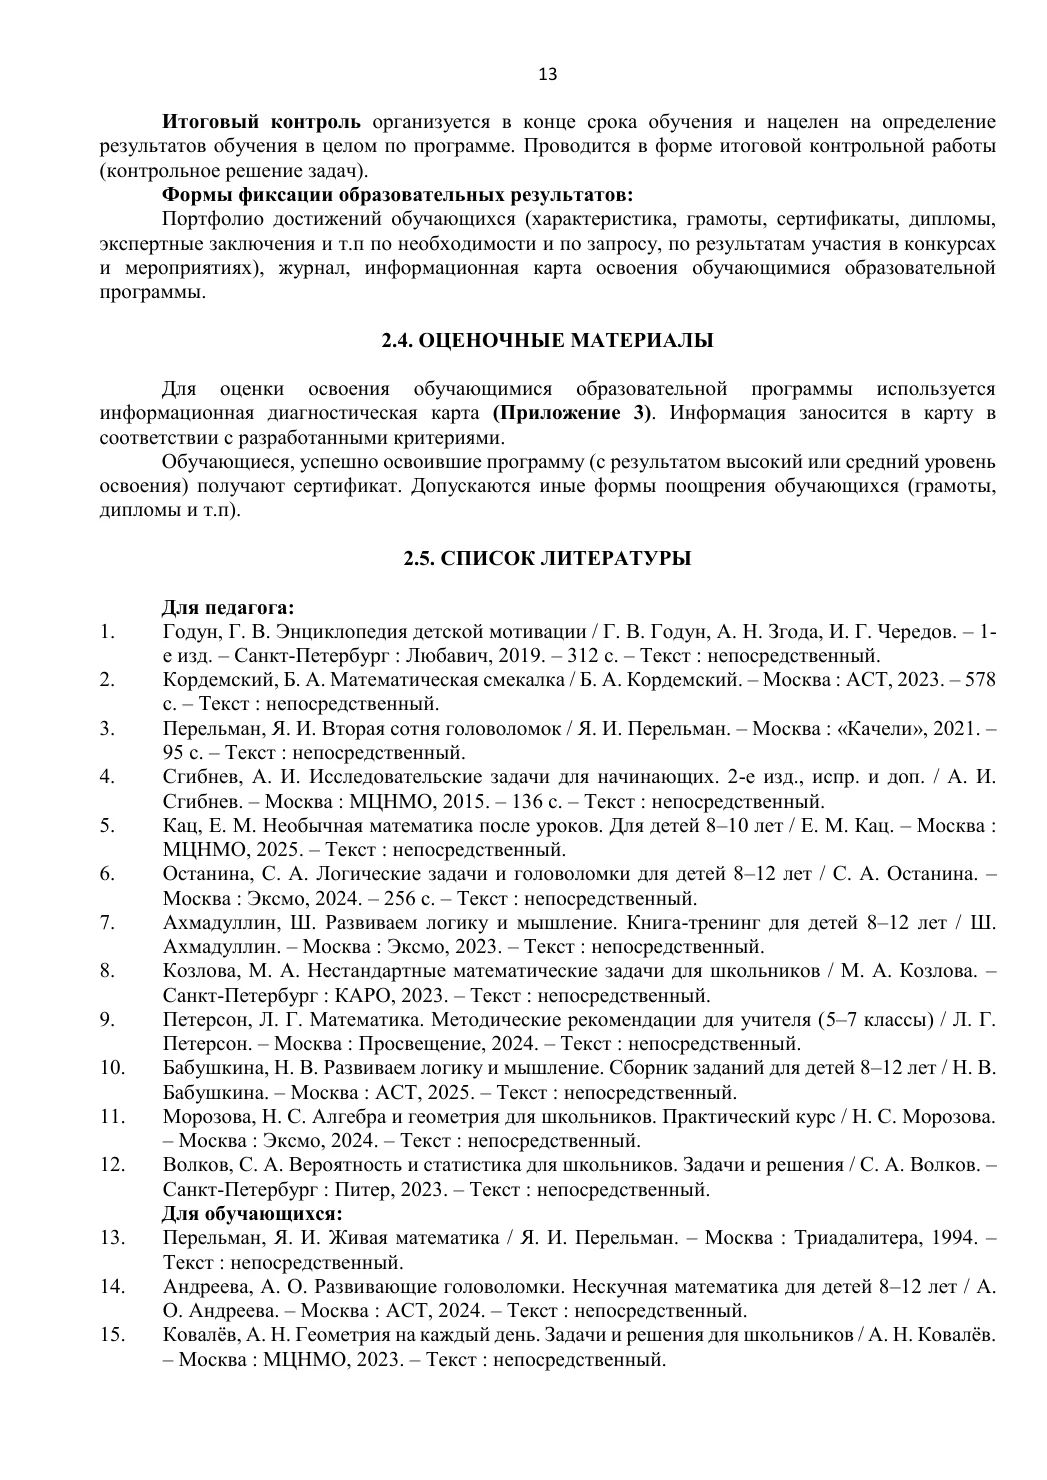 13
Итоговый контроль организуется в конце срока обучения и нацелен на определение
результатов обучения в целом по программе. Проводится в форме итоговой контрольной работы
(контрольное решение задач).
Формы фиксации образовательных результатов:
Портфолио достижений обучающихся (характеристика, грамоты, сертификаты, дипломы,
экспертные заключения и т.п по необходимости и по запросу, по результатам участия в конкурсах
и мероприятиях), журнал, информационная карта освоения обучающимися образовательной
программы.
2.4. ОЦЕНОЧНЫЕ МАТЕРИАЛЫ
Для оценки освоения обучающимися образовательной программы используется
информационная диагностическая карта (Приложение 3). Информация заносится в карту в
соответствии с разработанными критериями.
Обучающиеся, успешно освоившие программу (с результатом высокий или средний уровень
освоения) получают сертификат. Допускаются иные формы поощрения обучающихся (грамоты,
дипломы и т.п).
2.5. СПИСОК ЛИТЕРАТУРЫ
Для педагога:
1. Годун, Г. В. Энциклопедия детской мотивации / Г. В. Годун, А. Н. Згода, И. Г. Чередов. – 1-
е изд. – Санкт-Петербург : Любавич, 2019. – 312 с. – Текст : непосредственный.
2. Кордемский, Б. А. Математическая смекалка / Б. А. Кордемский. – Москва : АСТ, 2023. – 578
с. – Текст : непосредственный.
3. Перельман, Я. И. Вторая сотня головоломок / Я. И. Перельман. – Москва : «Качели», 2021. –
95 с. – Текст : непосредственный.
4. Сгибнев, А. И. Исследовательские задачи для начинающих. 2-е изд., испр. и доп. / А. И.
Сгибнев. – Москва : МЦНМО, 2015. – 136 с. – Текст : непосредственный.
5. Кац, Е. М. Необычная математика после уроков. Для детей 8–10 лет / Е. М. Кац. – Москва :
МЦНМО, 2025. – Текст : непосредственный.
6. Останина, С. А. Логические задачи и головоломки для детей 8–12 лет / С. А. Останина. –
Москва : Эксмо, 2024. – 256 с. – Текст : непосредственный.
7. Ахмадуллин, Ш. Развиваем логику и мышление. Книга-тренинг для детей 8–12 лет / Ш.
Ахмадуллин. – Москва : Эксмо, 2023. – Текст : непосредственный.
8. Козлова, М. А. Нестандартные математические задачи для школьников / М. А. Козлова. –
Санкт-Петербург : КАРО, 2023. – Текст : непосредственный.
9. Петерсон, Л. Г. Математика. Методические рекомендации для учителя (5–7 классы) / Л. Г.
Петерсон. – Москва : Просвещение, 2024. – Текст : непосредственный.
10. Бабушкина, Н. В. Развиваем логику и мышление. Сборник заданий для детей 8–12 лет / Н. В.
Бабушкина. – Москва : АСТ, 2025. – Текст : непосредственный.
11. Морозова, Н. С. Алгебра и геометрия для школьников. Практический курс / Н. С. Морозова.
– Москва : Эксмо, 2024. – Текст : непосредственный.
12. Волков, С. А. Вероятность и статистика для школьников. Задачи и решения / С. А. Волков. –
Санкт-Петербург : Питер, 2023. – Текст : непосредственный.
Для обучающихся:
13. Перельман, Я. И. Живая математика / Я. И. Перельман. – Москва : Триадалитера, 1994. –
Текст : непосредственный.
14. Андреева, А. О. Развивающие головоломки. Нескучная математика для детей 8–12 лет / А.
О. Андреева. – Москва : АСТ, 2024. – Текст : непосредственный.
15. Ковалёв, А. Н. Геометрия на каждый день. Задачи и решения для школьников / А. Н. Ковалёв.
– Москва : МЦНМО, 2023. – Текст : непосредственный.